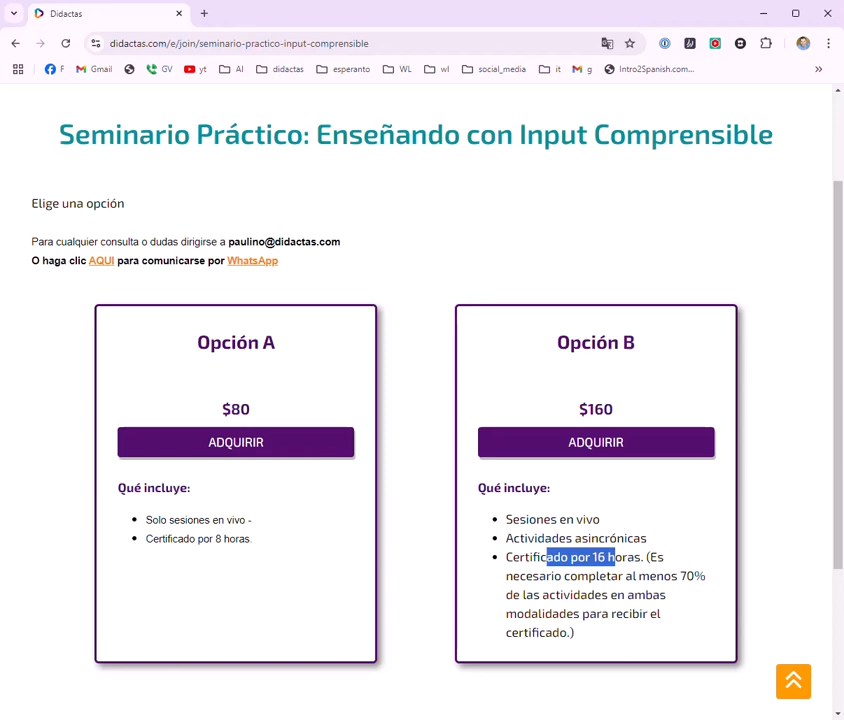 Didactas
didactas.com/e/join/seminario-practico-input-comprensible
F
Gmail
GV
yt
AI
didactas
esperanto
WL
wl
social_media
it
g
Intro2Spanish.com...
Seminario Práctico: Enseñando con Input Comprensible
Elige una opción
Para cualquier consulta o dudas dirigirse a paulino@didactas.com
O haga clic AQUI para comunicarse por WhatsApp
Opción A
$80
ADQUIRIR
Qué incluye:
Solo sesiones en vivo -
Certificado por 8 horas.
Opción B
$160
ADQUIRIR
Qué incluye:
Sesiones en vivo
Actividades asincrónicas
Certificado por 16 horas. (Es
necesario completar al menos 70%
de las actividades en ambas
modalidades para recibir el
certificado.)